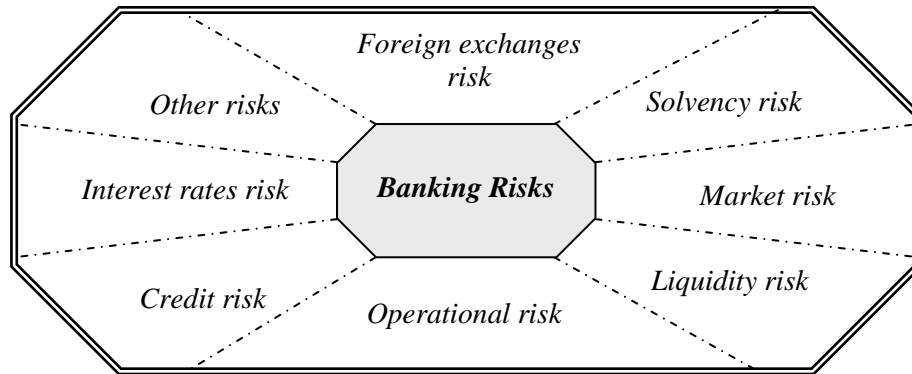 Foreign exchanges
risk
Other risks
Solvency risk
Interest rates risk
Banking Risks
Market risk
Credit risk
Operational risk
Liquidity risk